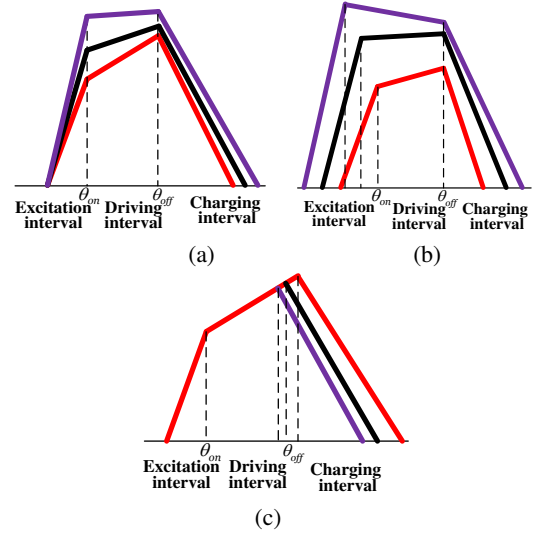 θon θoff
Excitation Driving Charging
interval interval interval
(a)
θon θoff
Excitation Driving Charging
interval interval interval
(b)
θon θoff
Excitation Driving Charging
interval interval interval
(c)